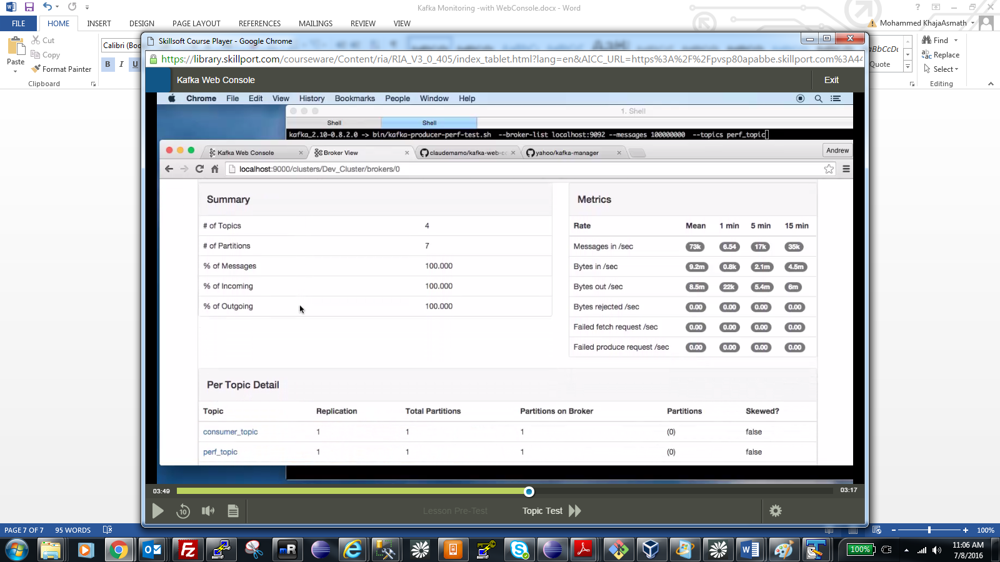 Kafka Monitoring -with WebConsole.docx - Word
FILE HOME INSERT DESIGN PAGE LAYOUT REFERENCES MAILINGS REVIEW VIEW Mohammed KhajaAsmath
Paste Cut
Copy
Format Painter
Clipboard
Calibri (Boc
B I U
Find
Replace
Select
Editing
Quote
Skillsoft Course Player - Google Chrome
https://library.skillport.com/courseware/Content/ria/RIA_V3_0_405/index_tablet.html?lang=en&AICC_URL=https%3A%2F%2Fpvsp80apabbe.skillport.com%3A44
Kafka Web Console Exit
Chrome File Edit View History Bookmarks People Window Help
1. Shell
Shell Shell
kafka_2.10-0.8.2.0 -> bin/kafka-producer-perf-test.sh --broker-list localhost:9092 --messages 100000000 --topics perf_topic
Kafka Web Console Broker View claudemamo/kafka-web-co yahoo/kafka-manager Andrew
localhost:9000/clusters/Dev_Cluster/brokers/0
Summary
# of Topics 4
# of Partitions 7
% of Messages 100.000
% of Incoming 100.000
% of Outgoing 100.000
Metrics
Rate Mean 1 min 5 min 15 min
Messages in /sec 73k 6.54 17k 35k
Bytes in /sec 9.2m 0.8k 2.1m 4.5m
Bytes out /sec 8.5m 22k 5.4m 6m
Bytes rejected /sec 0.00 0.00 0.00 0.00
Failed fetch request /sec 0.00 0.00 0.00 0.00
Failed produce request /sec 0.00 0.00 0.00 0.00
Per Topic Detail
Topic Replication Total Partitions Partitions on Broker Partitions Skewed?
consumer_topic 1 1 1 (0) false
perf_topic 1 1 1 (0) false
03:49 03:17
10 Lesson Pre-Test Topic Test
PAGE 7 OF 7 95 WORDS 100%
100% 11:06 AM
7/8/2016